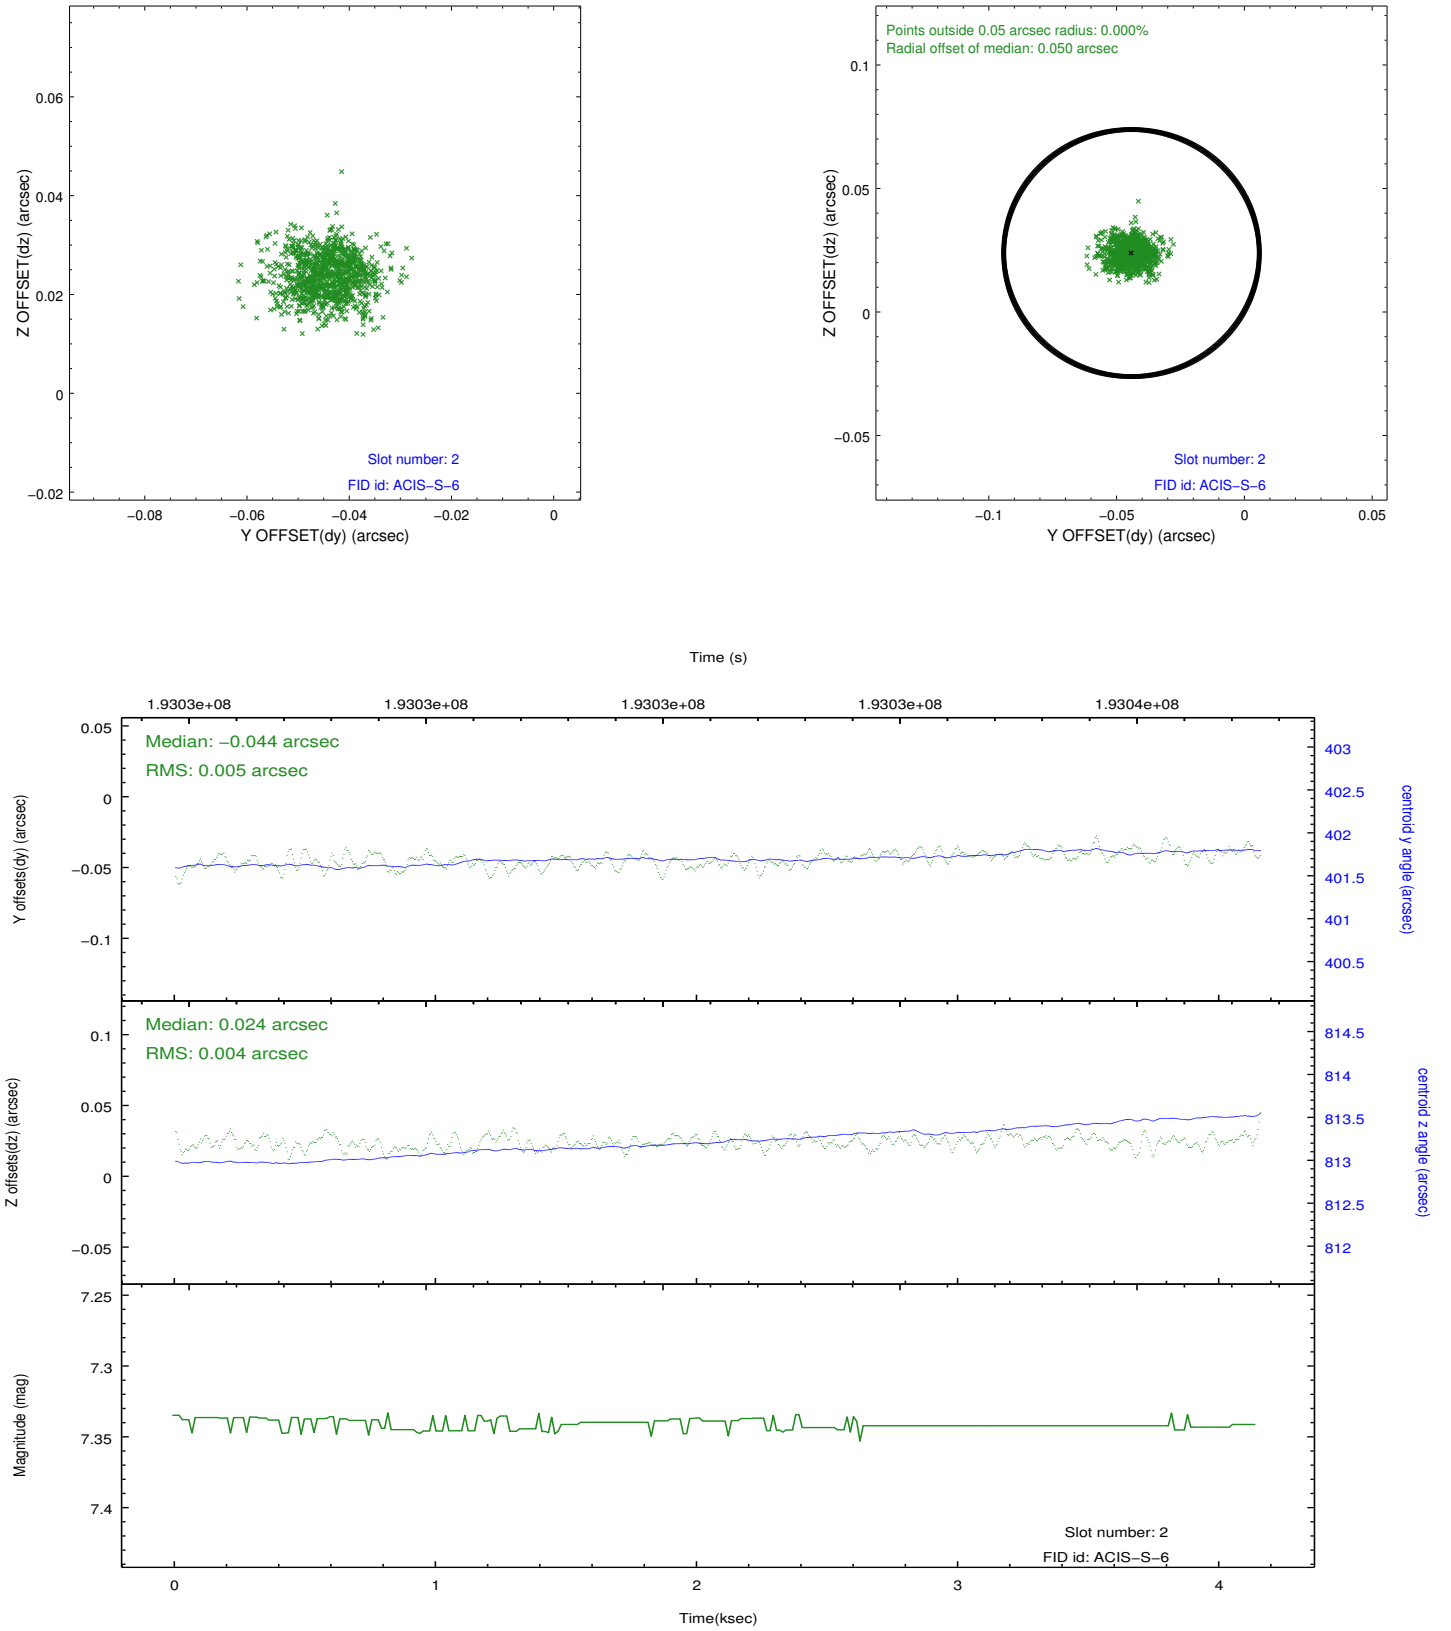 0.06
0.04
0.02
0
−0.02
Z OFFSET(dz) (arcsec)
Slot number: 2
FID id: ACIS−S−6
−0.08 −0.06 −0.04 −0.02 0
Y OFFSET(dy) (arcsec)
Points outside 0.05 arcsec radius: 0.000%
Radial offset of median: 0.050 arcsec
0.1
0.05
0
−0.05
Z OFFSET(dz) (arcsec)
Slot number: 2
FID id: ACIS−S−6
−0.1 −0.05 0 0.05
Y OFFSET(dy) (arcsec)
Time (s)
1.9303e+08 1.9303e+08 1.9303e+08 1.9303e+08 1.9304e+08
Median: −0.044 arcsec
RMS: 0.005 arcsec
0.05
0
−0.05
−0.1
Y offsets(dy) (arcsec)
403
402.5
402
401.5
401
400.5
centroid y angle (arcsec)
Median: 0.024 arcsec
RMS: 0.004 arcsec
0.1
0.05
0
−0.05
Z offsets(dz) (arcsec)
814.5
814
813.5
813
812.5
812
centroid z angle (arcsec)
7.25
7.3
7.35
7.4
Magnitude (mag)
Slot number: 2
FID id: ACIS−S−6
0 1 2 3 4
Time(ksec)